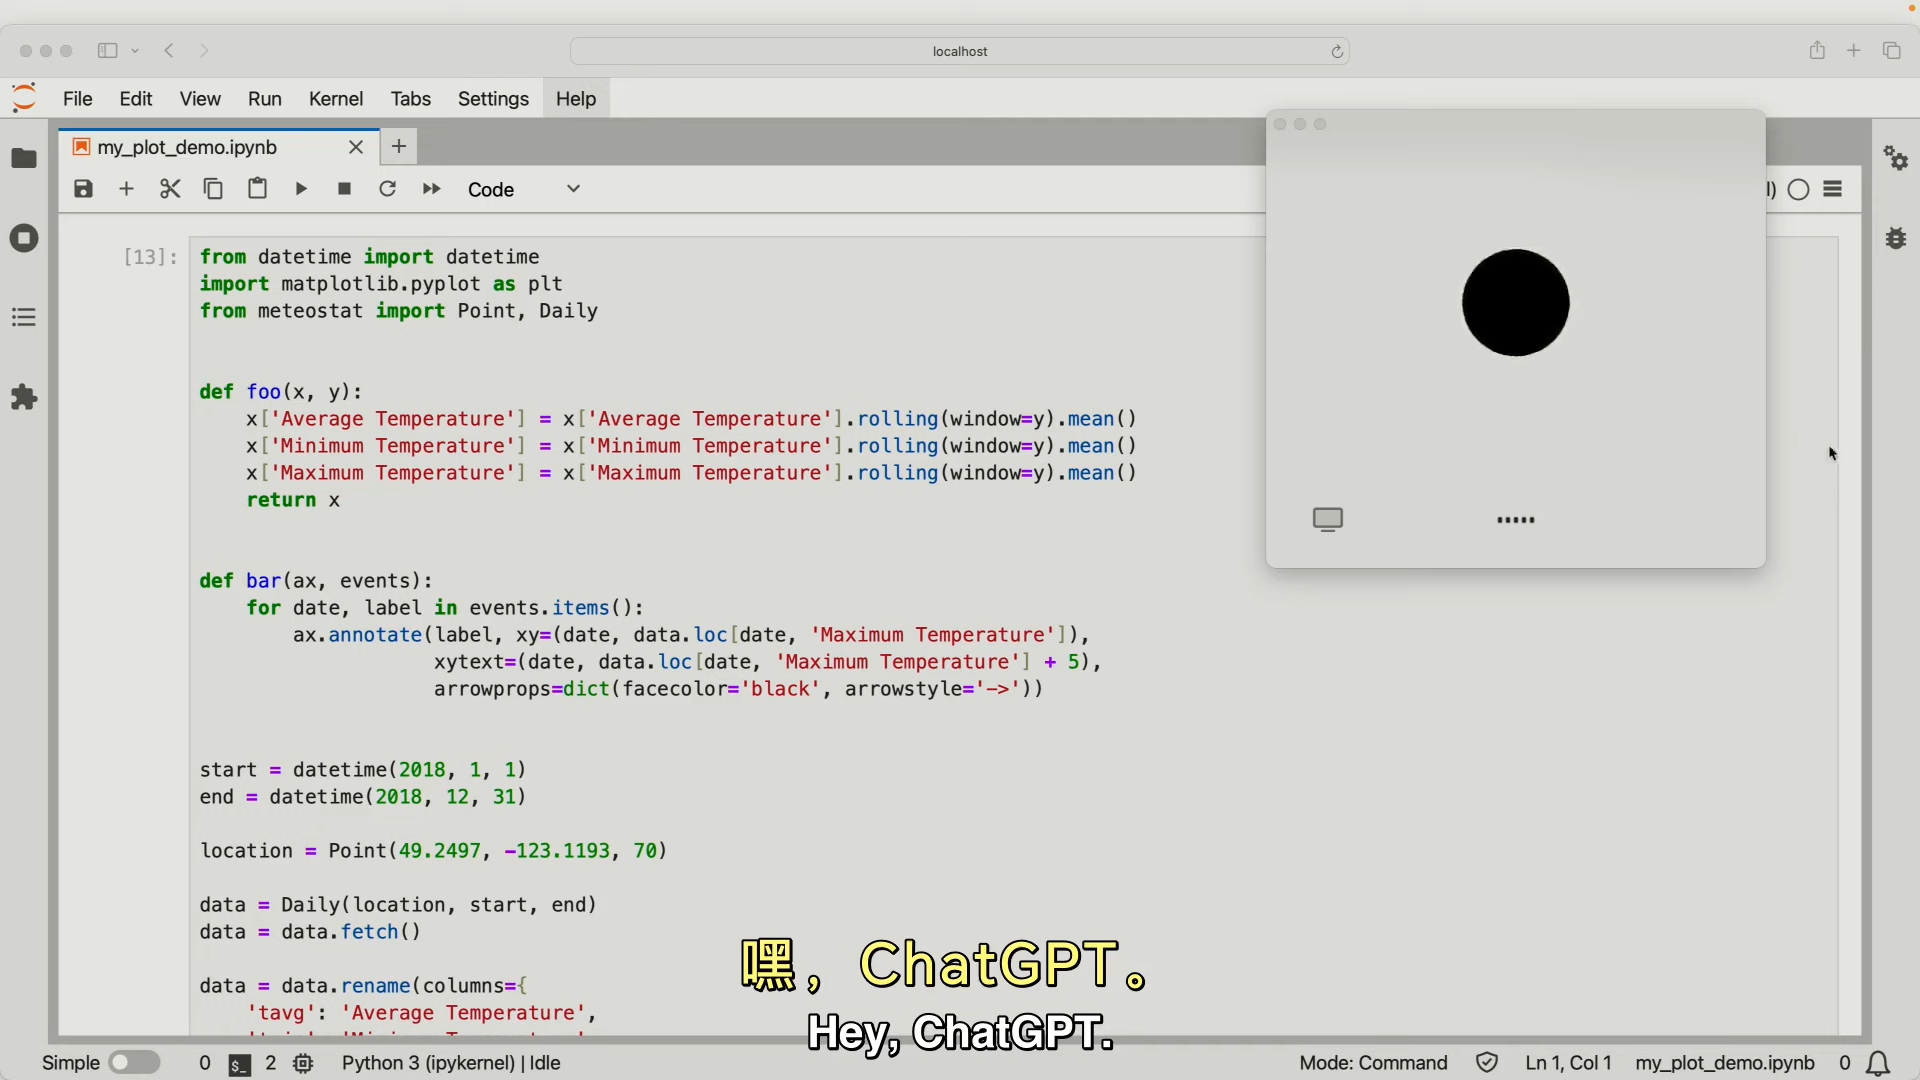 localhost
File Edit View Run Kernel Tabs Settings Help
my_plot_demo.ipynb
Code
[13]:
from datetime import datetime
import matplotlib.pyplot as plt
from meteostat import Point, Daily
def foo(x, y):
    x['Average Temperature'] = x['Average Temperature'].rolling(window=y).mean()
    x['Minimum Temperature'] = x['Minimum Temperature'].rolling(window=y).mean()
    x['Maximum Temperature'] = x['Maximum Temperature'].rolling(window=y).mean()
    return x
def bar(ax, events):
    for date, label in events.items():
        ax.annotate(label, xy=(date, data.loc[date, 'Maximum Temperature']),
                    xytext=(date, data.loc[date, 'Maximum Temperature'] + 5),
                    arrowprops=dict(facecolor='black', arrowstyle='->'))
start = datetime(2018, 1, 1)
end = datetime(2018, 12, 31)
location = Point(49.2497, -123.1193, 70)
data = Daily(location, start, end)
data = data.fetch()
data = data.rename(columns={
    'tavg': 'Average Temperature',
嘿，ChatGPT。
Hey, ChatGPT.
Simple 0 $_ 2 Python 3 (ipykernel) | Idle Mode: Command Ln 1, Col 1 my_plot_demo.ipynb 0